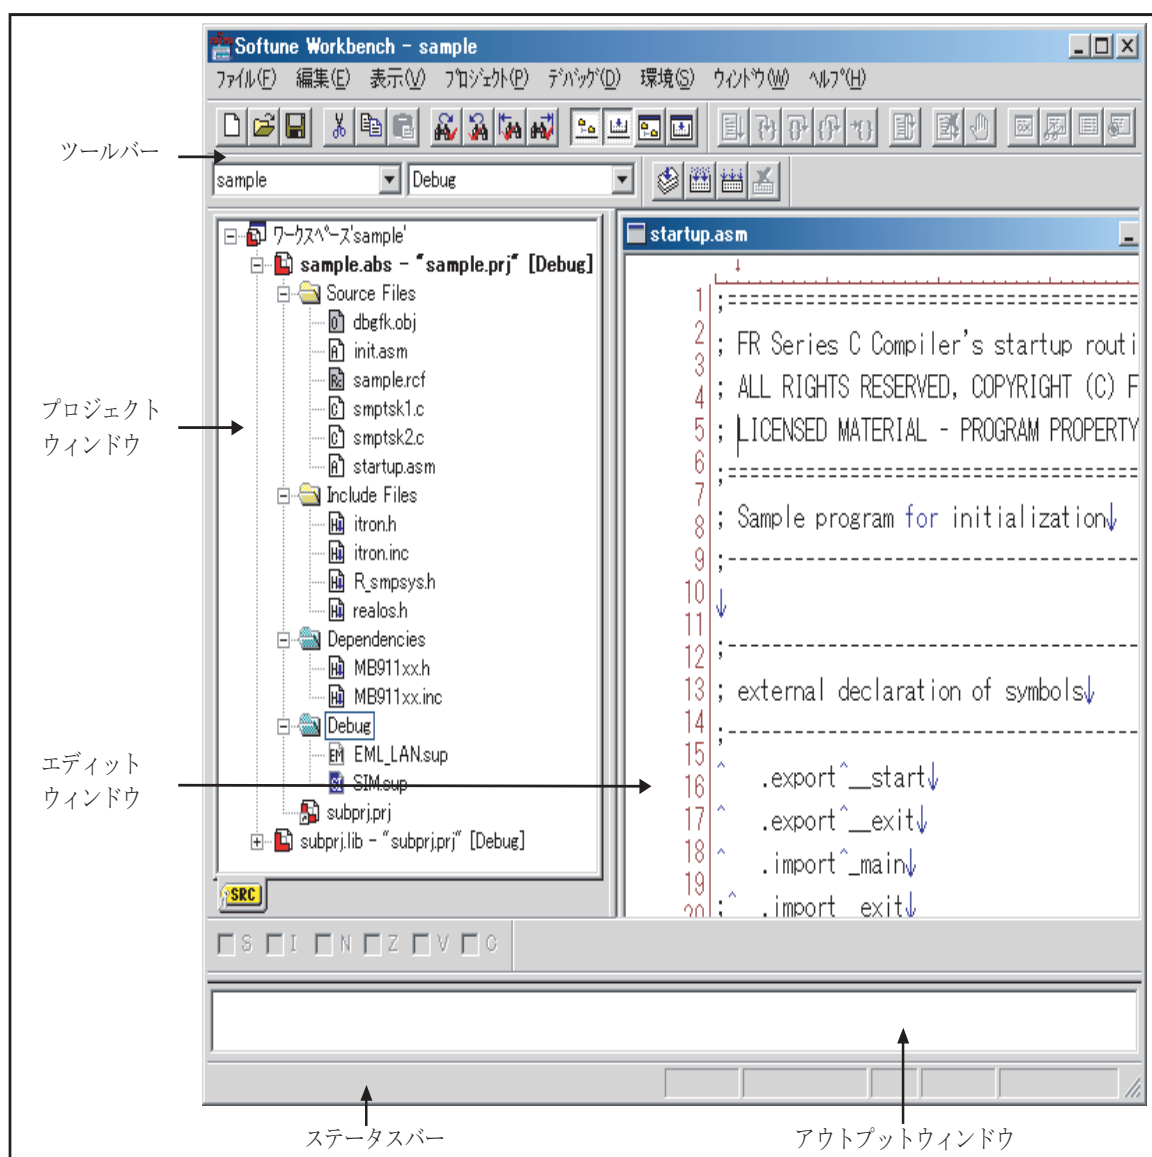 Softune Workbench - sample
ファイル(F) 編集(E) 表示(V) プロジェクト(P) デバッグ(D) 環境(S) ウィンドウ(W) ヘルプ(H)
ツールバー
sample Debug
ワークスペース'sample'
sample.abs - "sample.prj" [Debug]
Source Files
dbgfk.obj
init.asm
sample.rcf
smptsk1.c
smptsk2.c
startup.asm
Include Files
itron.h
itron.inc
R_smpsys.h
realos.h
Dependencies
MB911xx.h
MB911xx.inc
Debug
EML_LAN.sup
SIM.sup
subprj.prj
subprj.lib - "subprj.prj" [Debug]
SRC
プロジェクト
ウィンドウ
エディット
ウィンドウ
startup.asm
1 ;==========================================
2 ; FR Series C Compiler's startup routi
3 ; ALL RIGHTS RESERVED, COPYRIGHT (C) F
4 ; LICENSED MATERIAL - PROGRAM PROPERTY
5 ;==========================================
6
7 ; Sample program for initialization↓
8 ;------------------------------------------
9
10 ↓
11 ;------------------------------------------
12
13 ; external declaration of symbols↓
14 ;------------------------------------------
15
16 ^ .export^__start↓
17 ^ .export^__exit↓
18 ^ .import^_main↓
19
20 ;^ .import exit↓
S I N Z V C
ステータスバー
アウトプットウィンドウ